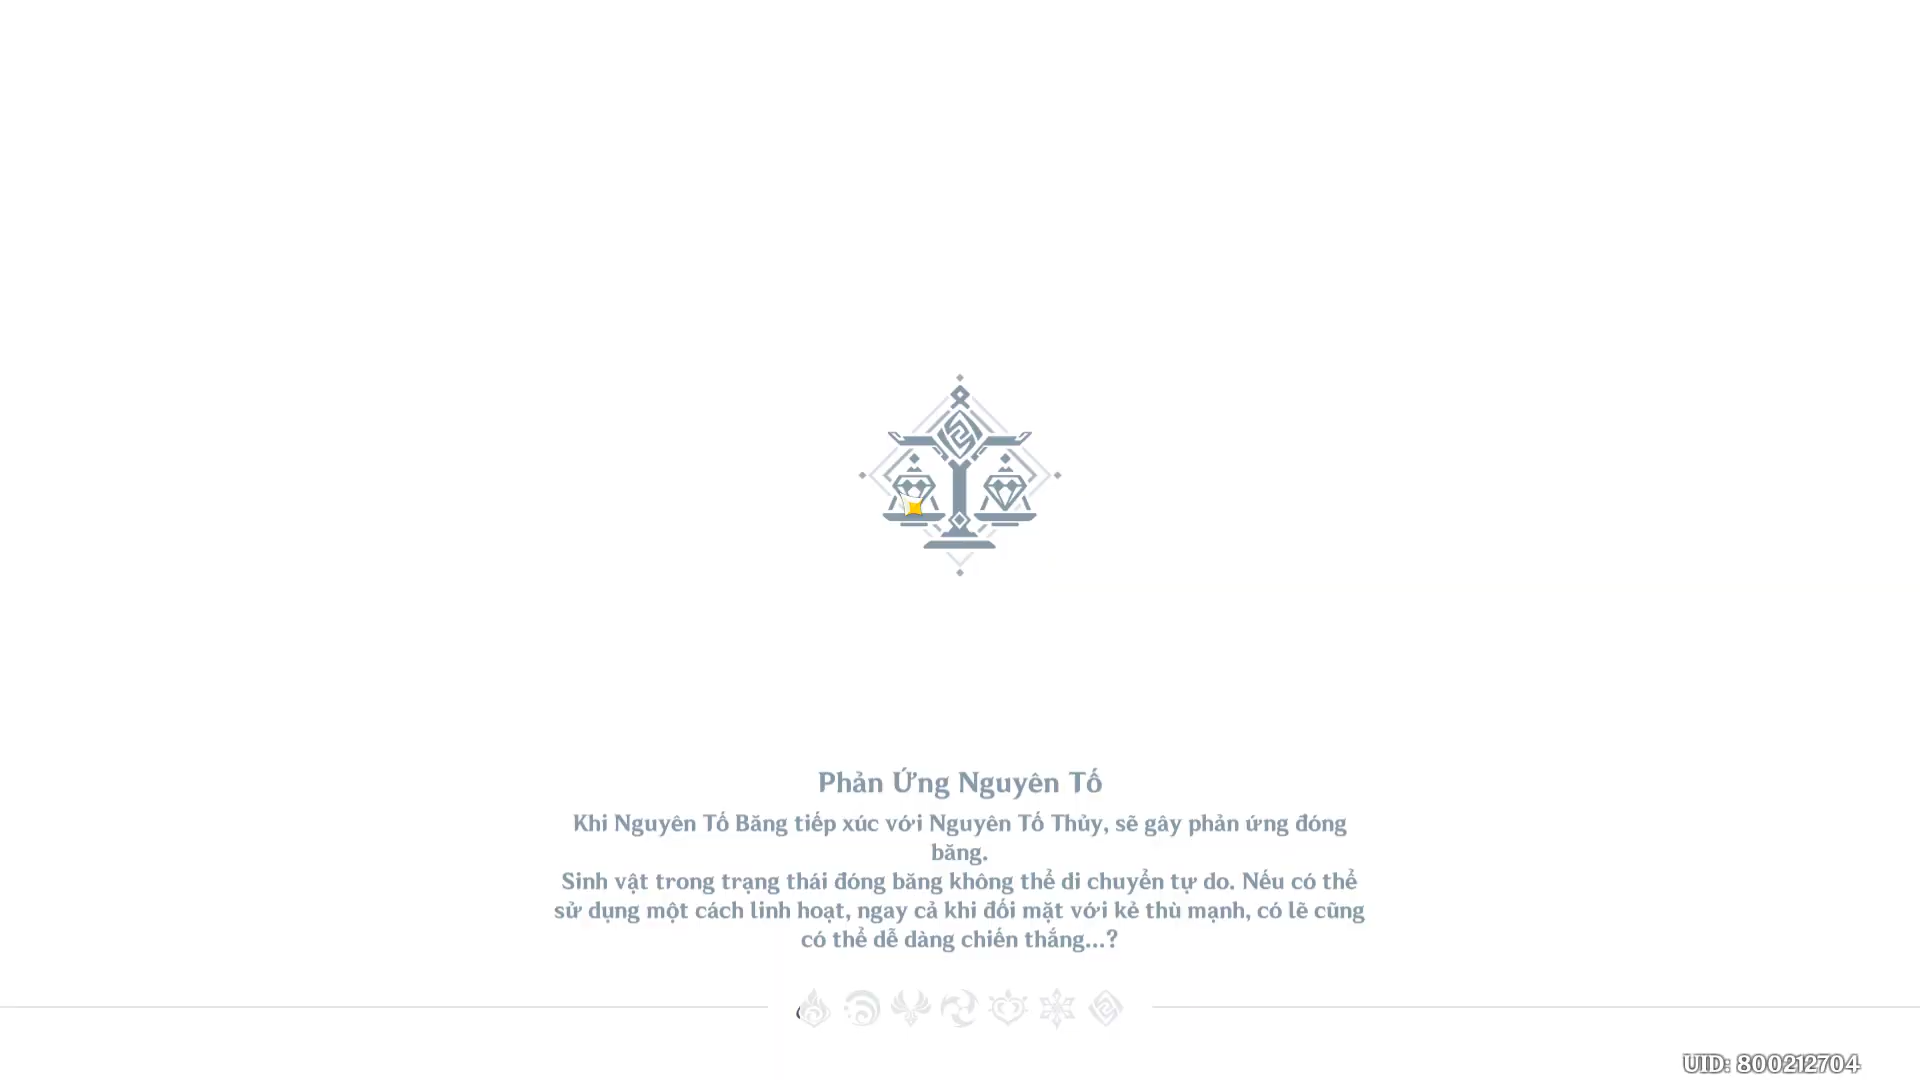 Phản Ứng Nguyên Tố
Khi Nguyên Tố Băng tiếp xúc với Nguyên Tố Thủy, sẽ gây phản ứng đóng
băng.
Sinh vật trong trạng thái đóng băng không thể di chuyển tự do. Nếu có thể
sử dụng một cách linh hoạt, ngay cả khi đối mặt với kẻ thù mạnh, có lẽ cũng
có thể dễ dàng chiến thắng...?
UID: 800212704